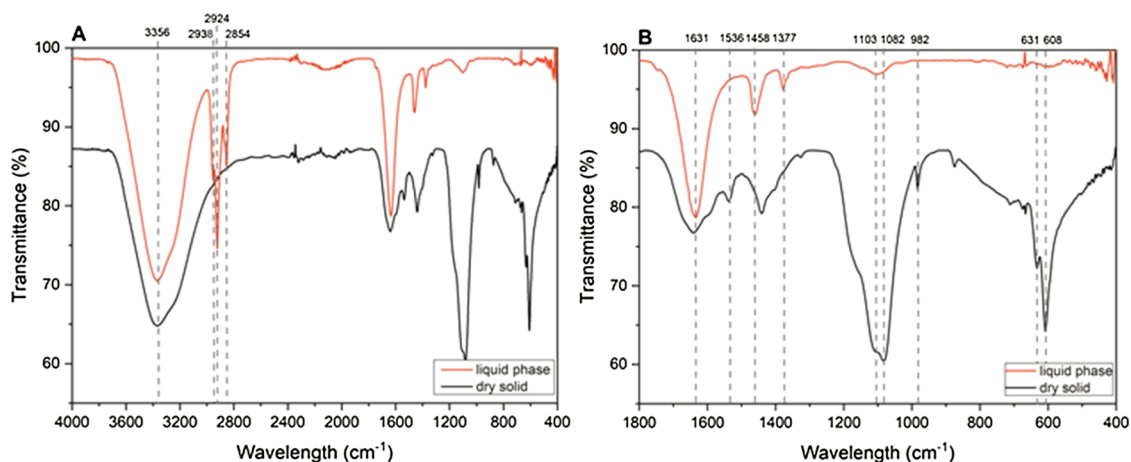 A
3356
2938
2924
2854
100
90
80
70
60
Transmittance (%)
liquid phase
dry solid
4000 3600 3200 2800 2400 2000 1600 1200 800 400
Wavelength (cm-1)
B
1631 1536 1458 1377 1103 1082 982 631 608
100
90
80
70
60
Transmittance (%)
liquid phase
dry solid
1800 1600 1400 1200 1000 800 600 400
Wavelength (cm-1)